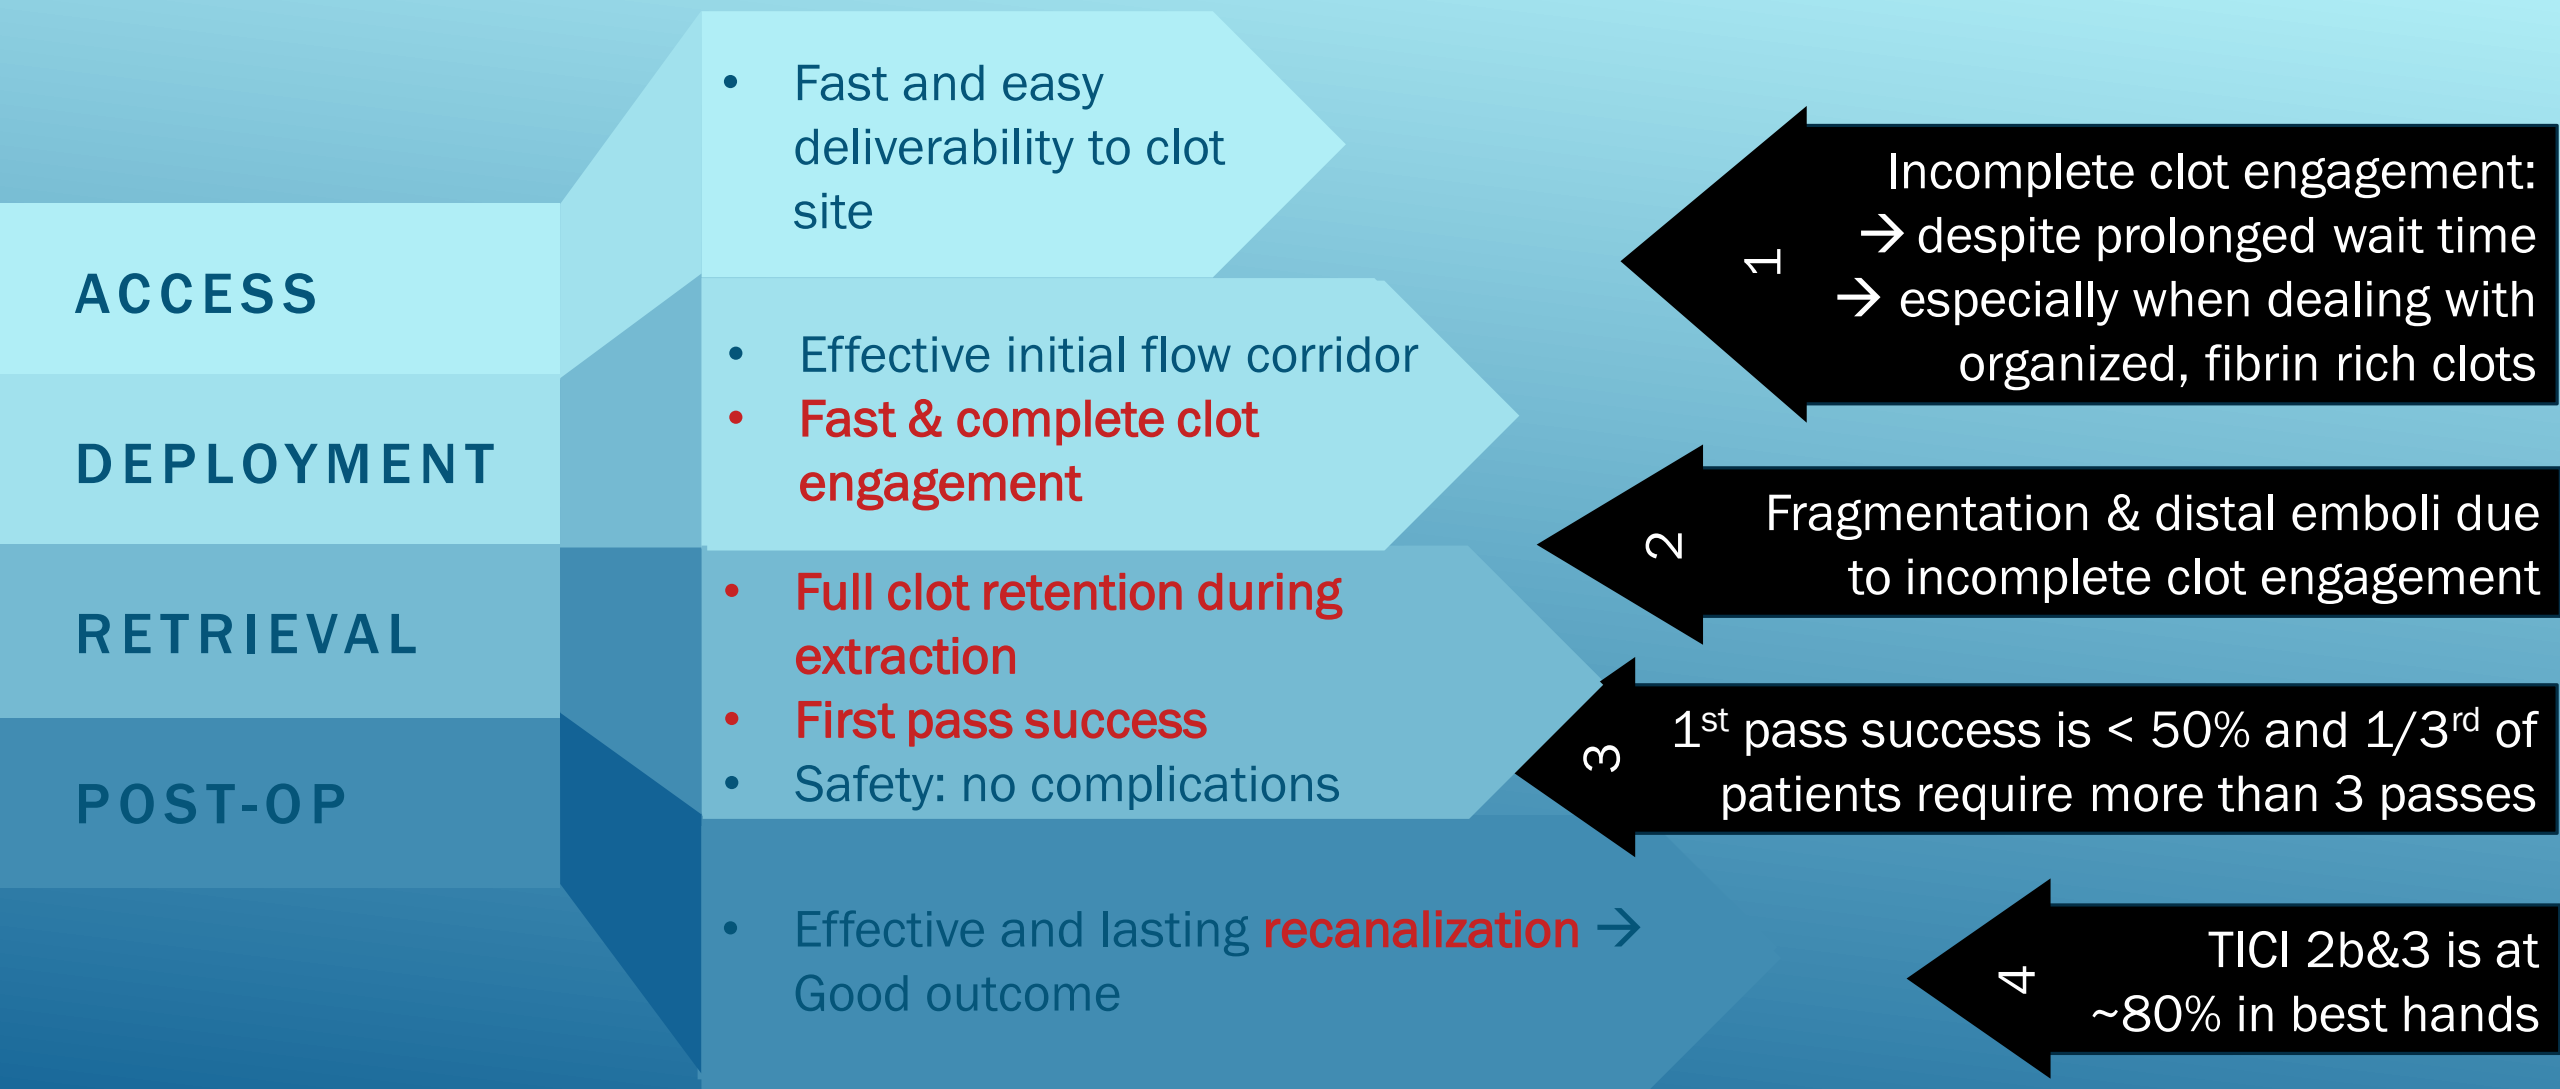 ACCESS
DEPLOYMENT
RETRIEVAL
POST-OP
• Fast and easy
deliverability to clot
site
• Effective initial flow corridor
• Fast & complete clot
engagement
• Full clot retention during
extraction
• First pass success
• Safety: no complications
• Effective and lasting recanalization →
Good outcome
1
Incomplete clot engagement:
→ despite prolonged wait time
→ especially when dealing with
organized, fibrin rich clots
2
Fragmentation & distal emboli due
to incomplete clot engagement
3
1st pass success is < 50% and 1/3rd of
patients require more than 3 passes
4
TICI 2b&3 is at
~80% in best hands